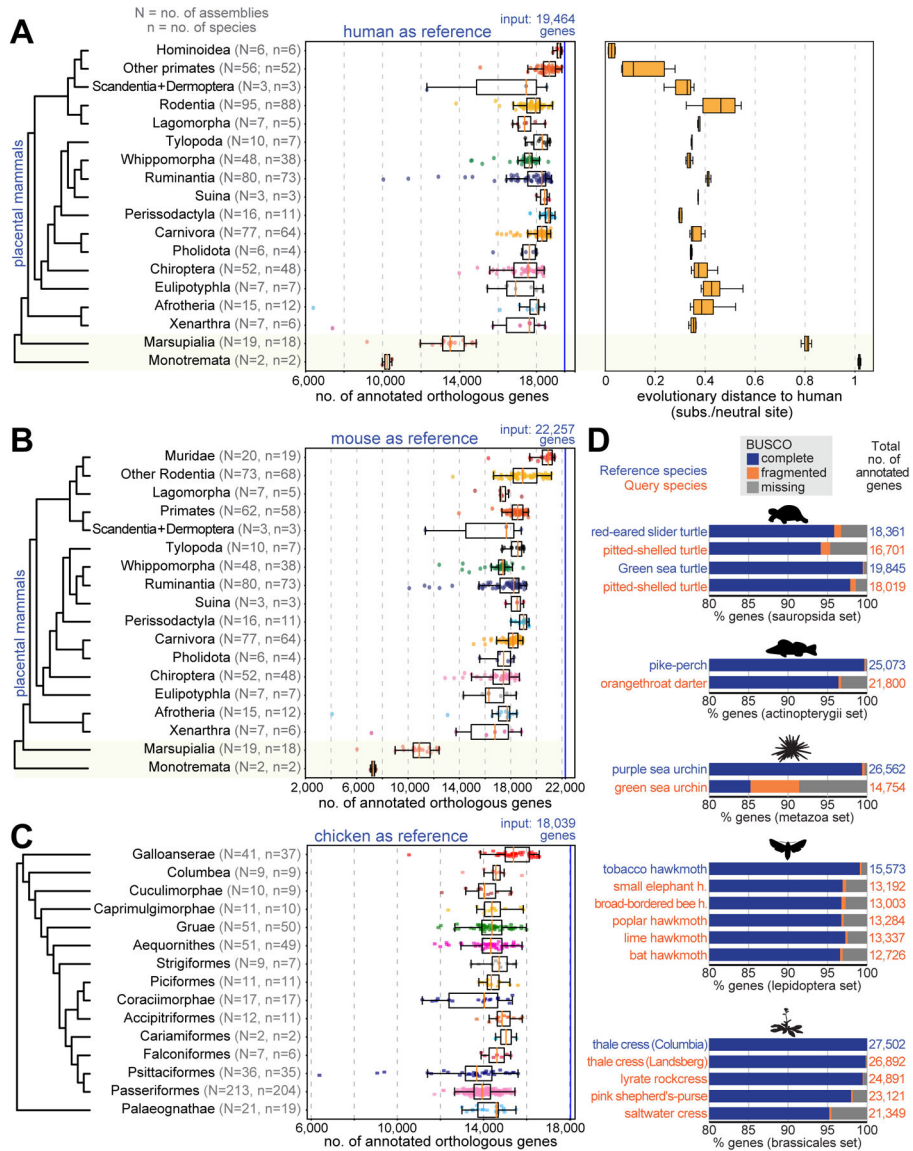 N = no. of assemblies
n = no. of species
A
human as reference
input: 19,464
genes
placental mammals
Hominoidea (N=6, n=6)
Other primates (N=56; n=52)
Scandentia+Dermoptera (N=3, n=3)
Rodentia (N=95, n=88)
Lagomorpha (N=7, n=5)
Tylopoda (N=10, n=7)
Whippomorpha (N=48, n=38)
Ruminantia (N=80, n=73)
Suina (N=3, n=3)
Perissodactyla (N=16, n=11)
Carnivora (N=77, n=64)
Pholidota (N=6, n=4)
Chiroptera (N=52, n=48)
Eulipotyphla (N=7, n=7)
Afrotheria (N=15, n=12)
Xenarthra (N=7, n=6)
Marsupialia (N=19, n=18)
Monotremata (N=2, n=2)
6,000 10,000 14,000 18,000
no. of annotated orthologous genes
0 0.2 0.4 0.6 0.8 1
evolutionary distance to human
(subs./neutral site)
B
mouse as reference
input: 22,257
genes
placental mammals
Muridae (N=20, n=19)
Other Rodentia (N=73, n=68)
Lagomorpha (N=7, n=5)
Primates (N=62, n=58)
Scandentia+Dermoptera (N=3, n=3)
Tylopoda (N=10, n=7)
Whippomorpha (N=48, n=38)
Ruminantia (N=80, n=73)
Suina (N=3, n=3)
Perissodactyla (N=16, n=11)
Carnivora (N=77, n=64)
Pholidota (N=6, n=4)
Chiroptera (N=52, n=48)
Eulipotyphla (N=7, n=7)
Afrotheria (N=15, n=12)
Xenarthra (N=7, n=6)
Marsupialia (N=19, n=18)
Monotremata (N=2, n=2)
2,000 6,000 10,000 14,000 18,000 22,000
no. of annotated orthologous genes
C
chicken as reference
input: 18,039
genes
Galloanserae (N=41, n=37)
Columbea (N=9, n=9)
Cuculimorphae (N=10, n=9)
Caprimulgimorphae (N=11, n=10)
Gruae (N=51, n=50)
Aequornithes (N=51, n=49)
Strigiformes (N=9, n=7)
Piciformes (N=11, n=11)
Coraciimorphae (N=17, n=17)
Accipitriformes (N=12, n=11)
Cariamiformes (N=2, n=2)
Falconiformes (N=7, n=6)
Psittaciformes (N=36, n=35)
Passeriformes (N=213, n=204)
Palaeognathae (N=21, n=19)
6,000 10,000 14,000 18,000
no. of annotated orthologous genes
D
Reference species
Query species
BUSCO
complete
fragmented
missing
Total
no. of
annotated
genes
red-eared slider turtle 18,361
pitted-shelled turtle 16,701
Green sea turtle 19,845
pitted-shelled turtle 18,019
80 85 90 95 100
% genes (sauropsida set)
pike-perch 25,073
orangethroat darter 21,800
80 85 90 95 100
% genes (actinopterygii set)
purple sea urchin 26,562
green sea urchin 14,754
80 85 90 95 100
% genes (metazoa set)
tobacco hawkmoth 15,573
small elephant h. 13,192
broad-bordered bee h. 13,003
poplar hawkmoth 13,284
lime hawkmoth 13,337
bat hawkmoth 12,726
80 85 90 95 100
% genes (lepidoptera set)
thale cress (Columbia) 27,502
thale cress (Landsberg) 26,892
lyrate rockcress 24,891
pink shepherd's-purse 23,121
saltwater cress 21,349
80 85 90 95 100
% genes (brassicales set)